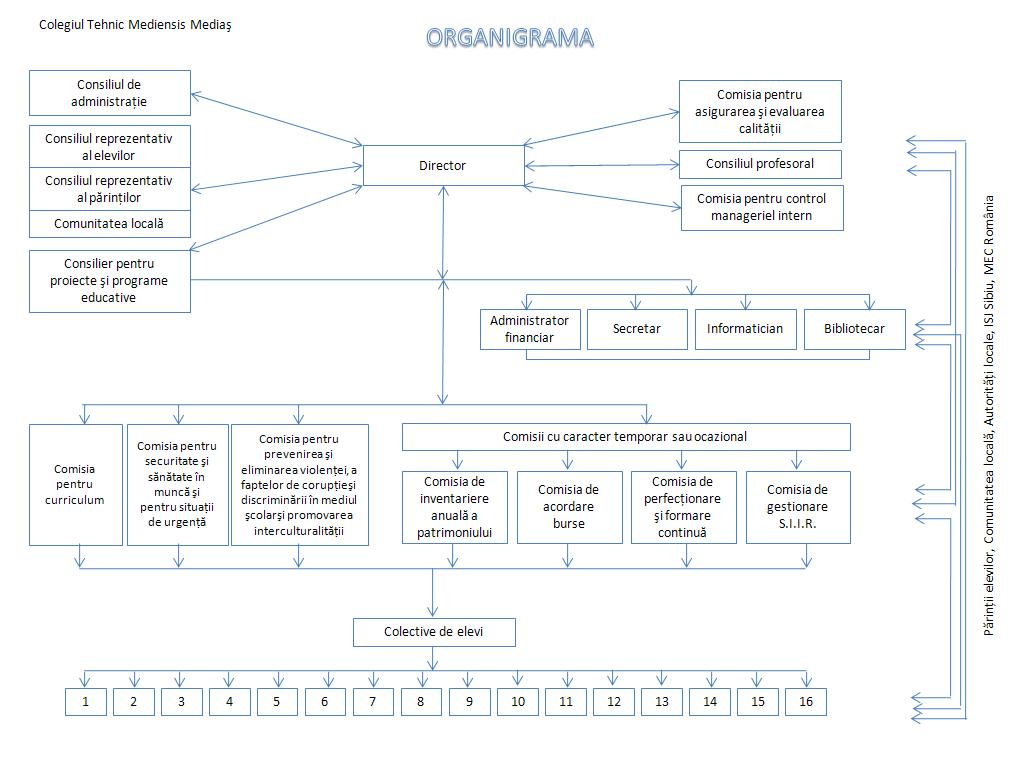 Colegiul Tehnic Mediensis Mediaş
ORGANIGRAMA
Consiliul de
administrație
Consiliul reprezentativ
al elevilor
Consiliul reprezentativ
al părinților
Comunitatea locală
Consilier pentru
proiecte şi programe
educative
Director
Comisia pentru
asigurarea şi evaluarea
calității
Consiliul profesoral
Comisia pentru control
manageriel intern
Administrator
financiar
Secretar
Informatician
Bibliotecar
Comisia
pentru
curriculum
Comisia pentru
securitate şi
sănătate în
muncă şi
pentru situații
de urgență
Comisia pentru
prevenirea şi
eliminarea violenței, a
faptelor de corupțieşi
discriminării în mediul
şcolarşi promovarea
interculturalității
Comisii cu caracter temporar sau ocazional
Comisia de
inventariere
anuală a
patrimoniului
Comisia de
acordare
burse
Comisia de
perfecționare
şi formare
continuă
Comisia de
gestionare
S.I.I.R.
Colective de elevi
1 2 3 4 5 6 7 8 9 10 11 12 13 14 15 16
Părinții elevilor, Comunitatea locală, Autorități locale, ISJ Sibiu, MEC România